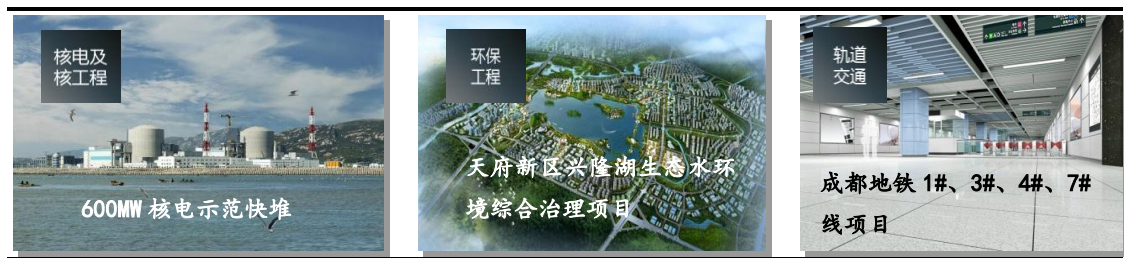 核电及
核工程
600MW 核电示范快堆
环保
工程
天府新区兴隆湖生态水环
境综合治理项目
轨道
交通
成都地铁 1#、3#、4#、7#
线项目